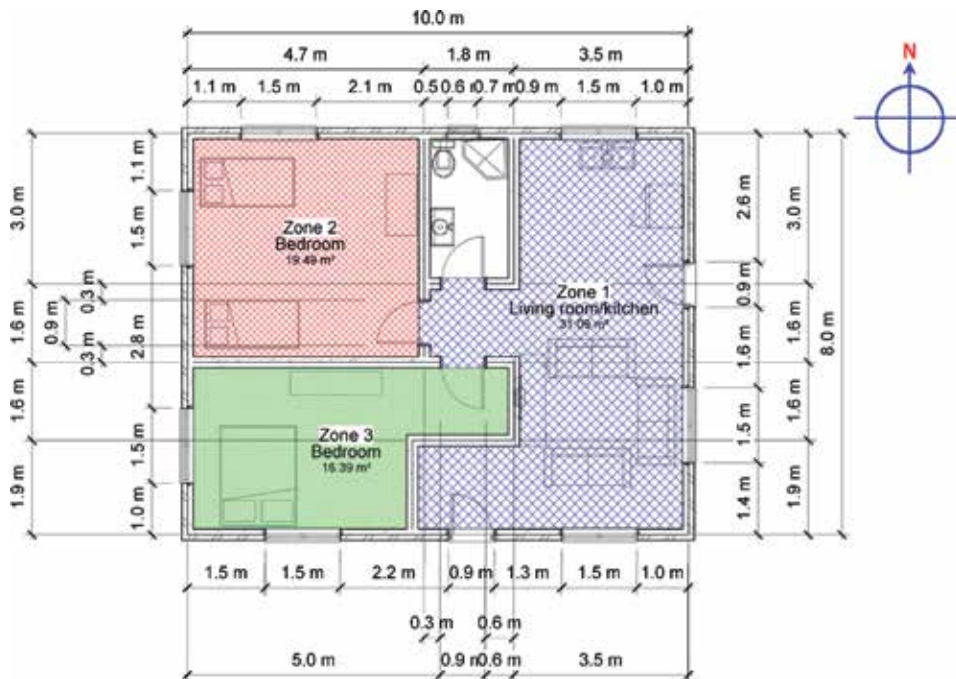 10.0 m
N
4.7 m 1.8 m 3.5 m
1.1 m 1.5 m 2.1 m 0.5 0.6 0.7 m 0.9 m 1.5 m 1.0 m
3.0 m
1.6 m
1.6 m
1.9 m
0.9 m
1.1 m
1.5 m
0.3 m
2.8 m
0.3 m
1.5 m
1.0 m
Zone 2
Bedroom
19.49 m²
Zone 1
Living room/kitchen
31.09 m²
Zone 3
Bedroom
16.39 m²
2.6 m
0.9 m
1.6 m
1.5 m
1.4 m
3.0 m
1.6 m
1.6 m
1.9 m
8.0 m
1.5 m 1.5 m 2.2 m 0.9 m 1.3 m 1.5 m 1.0 m
0.3 m 0.6 m
5.0 m 0.9 m 0.6 m 3.5 m